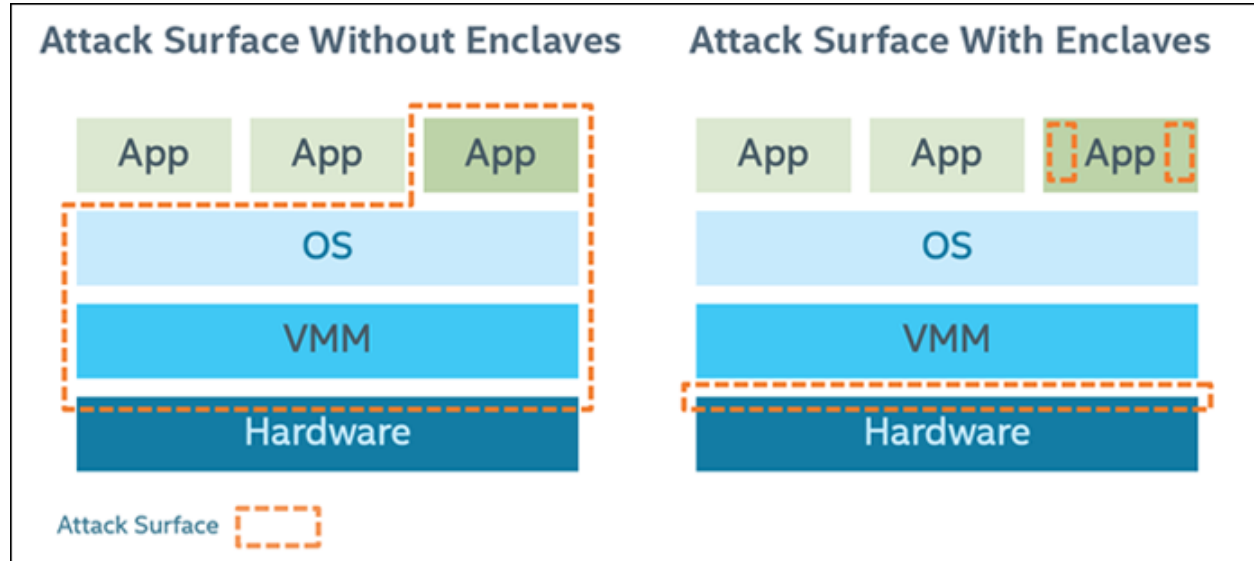 Attack Surface Without Enclaves
App App App
OS
VMM
Hardware
Attack Surface
Attack Surface With Enclaves
App App App
OS
VMM
Hardware